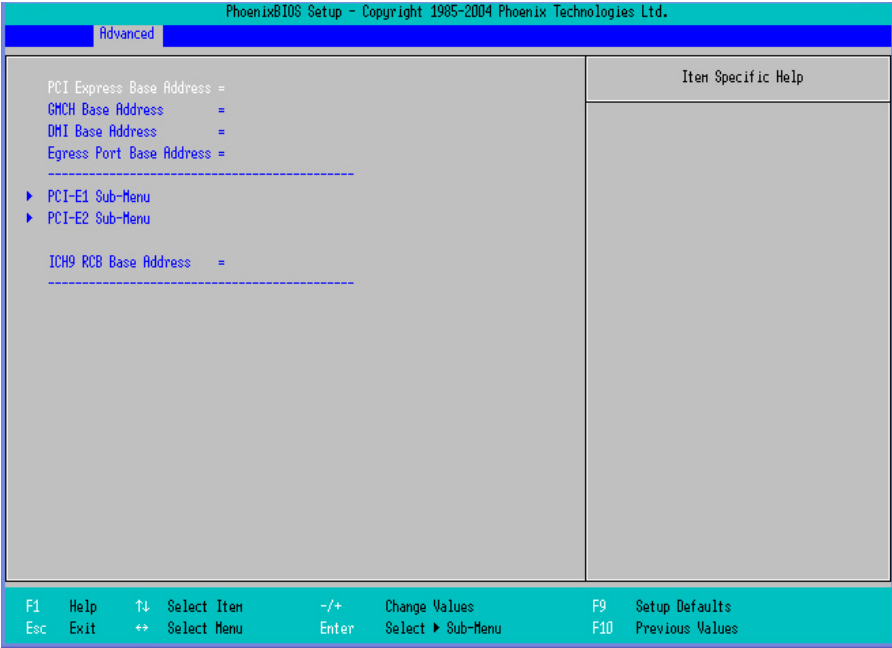 PhoenixBIOS Setup - Copyright 1985-2004 Phoenix Technologies Ltd.
Advanced
PCI Express Base Address =
GMCH Base Address =
DMI Base Address =
Egress Port Base Address =
---------------------------------------------
▶ PCI-E1 Sub-Menu
▶ PCI-E2 Sub-Menu
ICH9 RCB Base Address =
---------------------------------------------
Item Specific Help
F1 Help ↑↓ Select Item -/+ Change Values F9 Setup Defaults
Esc Exit ↔ Select Menu Enter Select ▶ Sub-Menu F10 Previous Values